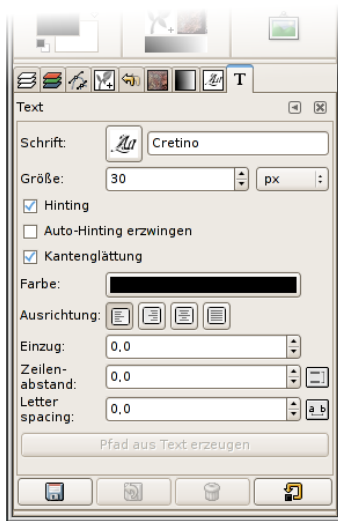 T
Text
Schrift: Aa Cretino
Größe: 30 px
Hinting
Auto-Hinting erzwingen
Kantenglättung
Farbe:
Ausrichtung:
Einzug: 0,0
Zeilen-
abstand: 0,0
Letter
spacing: 0,0 a b
Pfad aus Text erzeugen